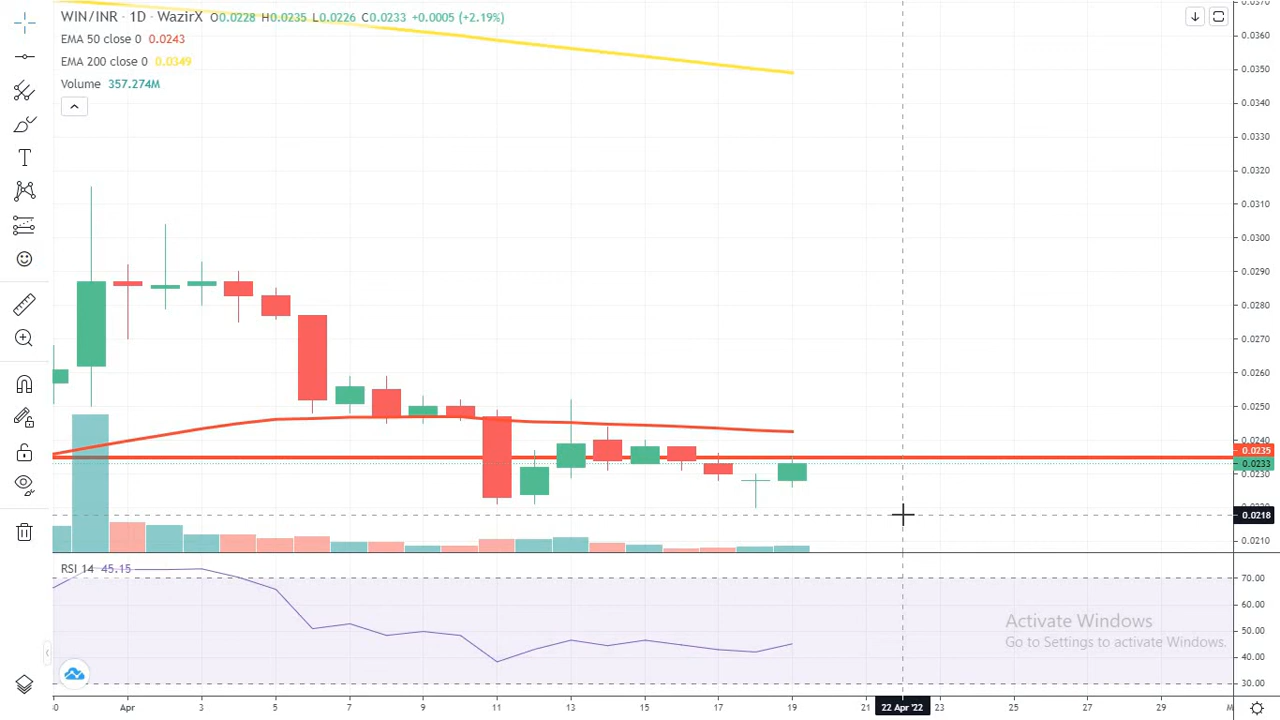 WIN/INR · 1D · WazirX O0.0228 H0.0235 L0.0226 C0.0233 +0.0005 (+2.19%)
EMA 50 close 0 0.0243
EMA 200 close 0 0.0349
Volume 357.274M
0.0360
0.0350
0.0340
0.0330
0.0320
0.0310
0.0300
0.0290
0.0280
0.0270
0.0260
0.0250
0.0240
0.0235
0.0233
0.0230
0.0218
0.0210
RSI 14 45.15
70.00
60.00
50.00
40.00
30.00
Activate Windows
Go to Settings to activate Windows.
Apr 3 5 7 9 11 13 15 17 19 21 22 Apr '22 23 25 27 29